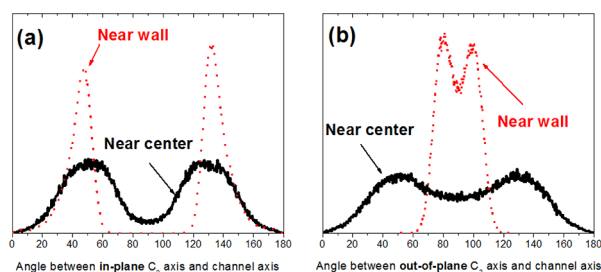 (a)
Near wall
Near center
0 20 40 60 80 100 120 140 160 180
Angle between in-plane C₂ axis and channel axis
(b)
Near center
Near wall
0 20 40 60 80 100 120 140 160 180
Angle between out-of-plane C₂ axis and channel axis